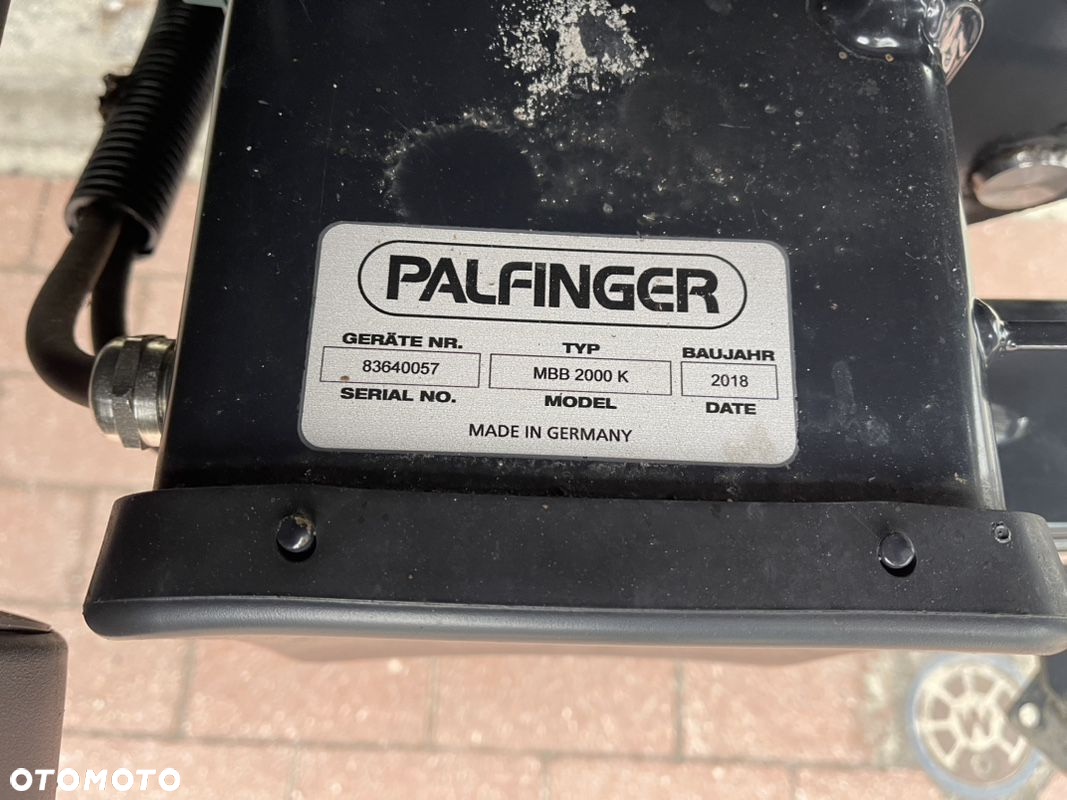 PALFINGER
GERÄTE NR. TYP BAUJAHR
83640057 MBB 2000 K 2018
SERIAL NO. MODEL DATE
MADE IN GERMANY
W
OTOMOTO